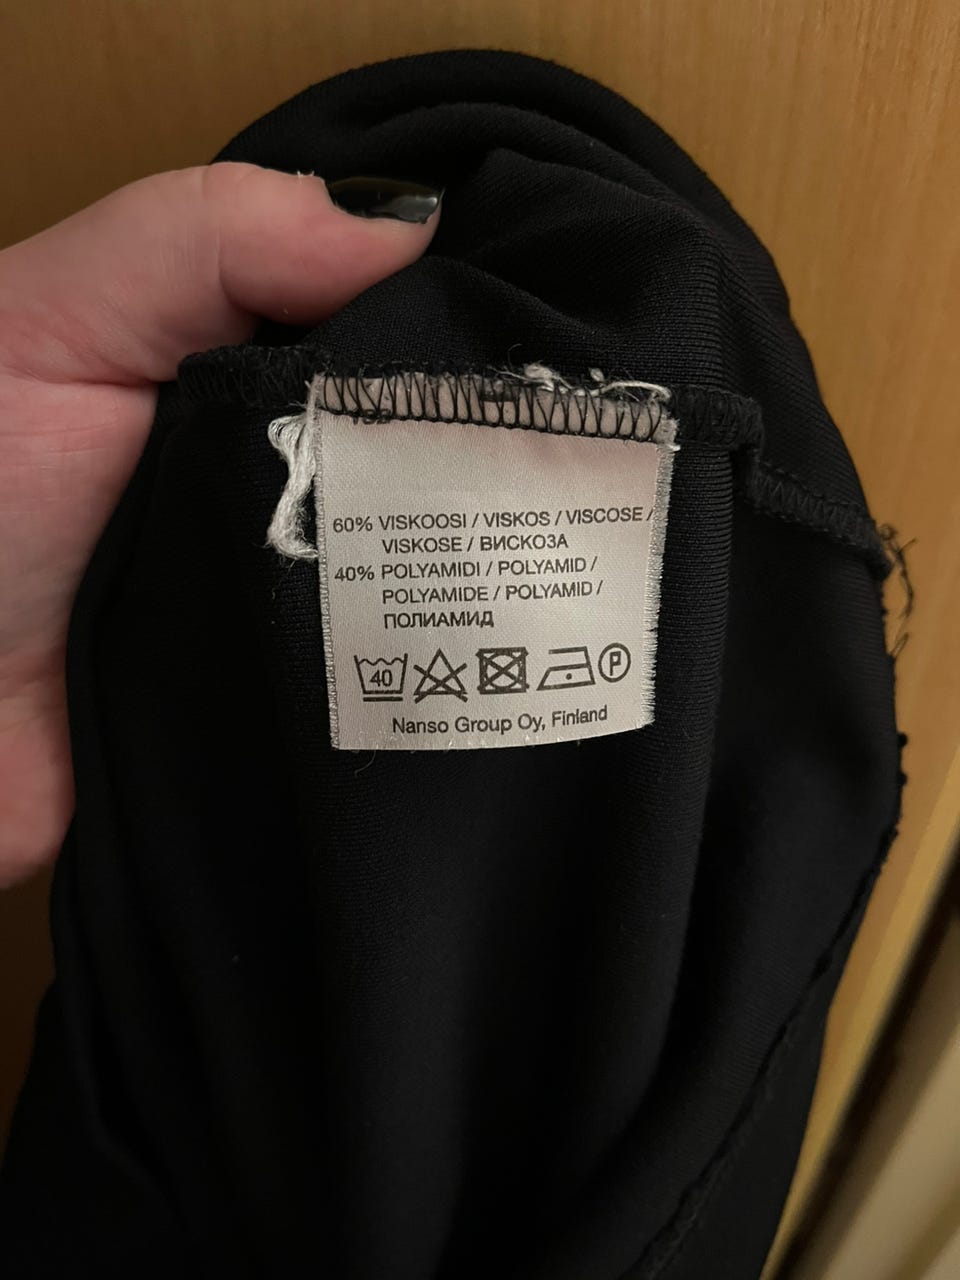 60% VISKOOSI / VISKOS / VISCOSE /
VISKOSE / ВИСКОЗА
40% POLYAMIDI / POLYAMID /
POLYAMIDE / POLYAMID /
ПОЛИАМИД
40 P
Nanso Group Oy, Finland